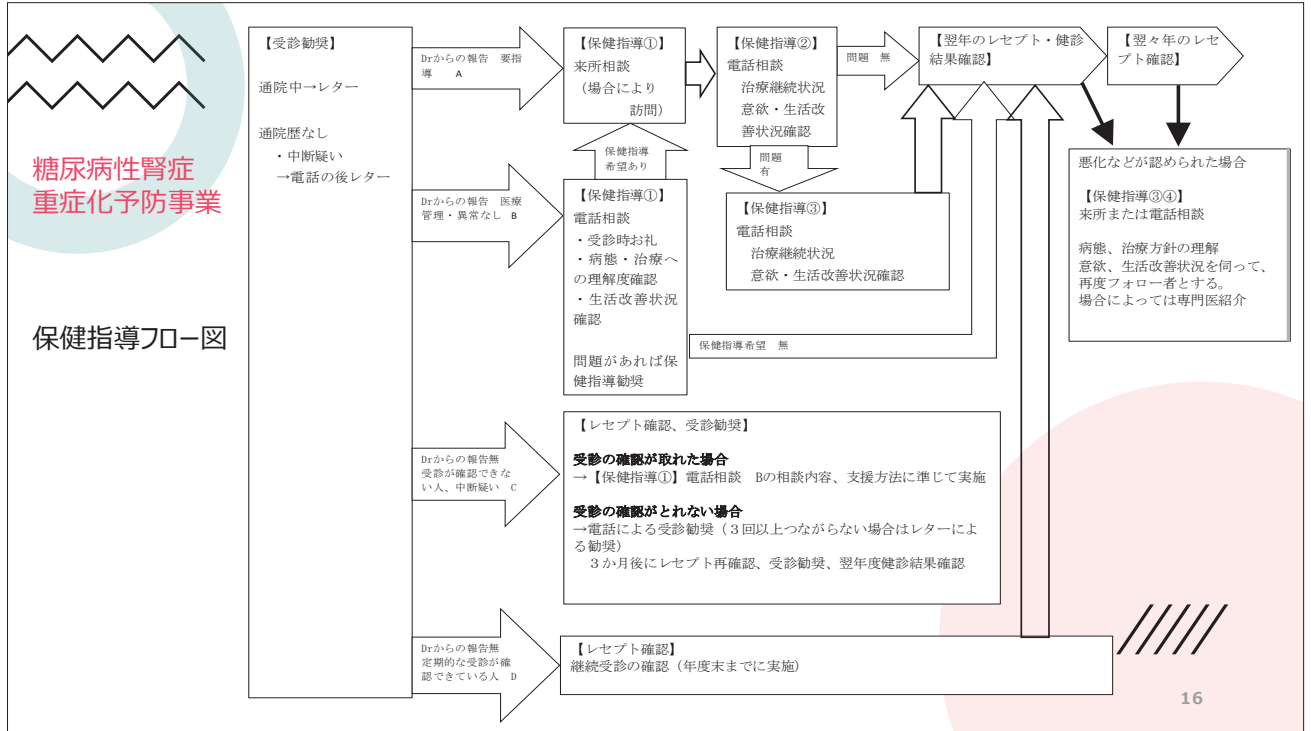 糖尿病性腎症
重症化予防事業
保健指導フロー図
【受診勧奨】
通院中→レター
通院歴なし
・中断疑い
→電話の後レター
Drからの報告 要指
導 A
【保健指導①】
来所相談
（場合により
訪問）
【保健指導②】
電話相談
治療継続状況
意欲・生活改
善状況確認
問題 無
【翌年のレセプト・健診
結果確認】
【翌々年のレセ
プト確認】
保健指導
希望あり
問題
有
Drからの報告 医療
管理・異常なし B
【保健指導①】
電話相談
・受診時お礼
・病態・治療へ
の理解度確認
・生活改善状況
確認
問題があれば保
健指導勧奨
【保健指導③】
電話相談
治療継続状況
意欲・生活改善状況確認
悪化などが認められた場合
【保健指導③④】
来所または電話相談
病態、治療方針の理解
意欲、生活改善状況を伺って、
再度フォロー者とする。
場合によっては専門医紹介
保健指導希望 無
Drからの報告無
受診が確認できな
い人、中断疑い C
【レセプト確認、受診勧奨】
受診の確認が取れた場合
→【保健指導①】電話相談 Bの相談内容、支援方法に準じて実施
受診の確認がとれない場合
→電話による受診勧奨（３回以上つながらない場合はレターによ
る勧奨）
３か月後にレセプト再確認、受診勧奨、翌年度健診結果確認
Drからの報告無
定期的な受診が確
認できている人 D
【レセプト確認】
継続受診の確認（年度末までに実施）
16